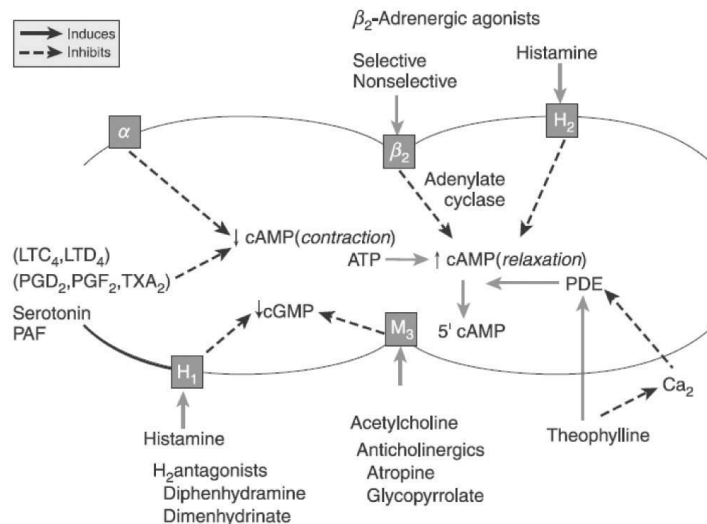 Induces
Inhibits
β₂-Adrenergic agonists
Selective
Nonselective
Histamine
α
β₂
H₂
Adenylate
cyclase
↓ cAMP(contraction)
(LTC₄,LTD₄)
(PGD₂,PGF₂,TXA₂)
ATP
↑ cAMP(relaxation)
PDE
Serotonin
PAF
↓cGMP
M₃
5' cAMP
H₁
Ca₂
Histamine
Acetylcholine
Theophylline
Anticholinergics
Atropine
Glycopyrrolate
H₂antagonists
Diphenhydramine
Dimenhydrinate